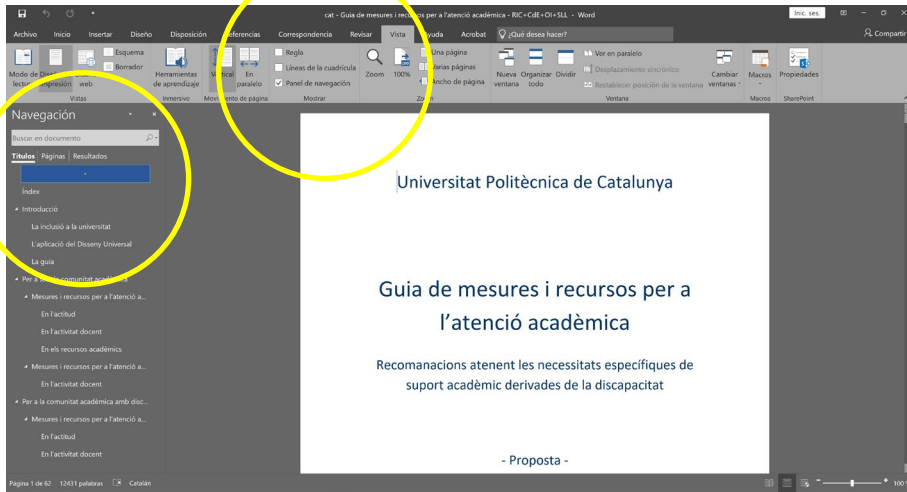 cat - Guia de mesures i recursos per a l'atenció acadèmica - RIC+CdE+OI+SLL - Word
Inic. ses.
Archivo Inicio Insertar Diseño Disposición Referencias Correspondencia Revisar Vista Ayuda Acrobat ¿Qué desea hacer? Compartir
Modo de lectura
impresión
web
Esquema
Borrador
Vistas
Herramientas de aprendizaje
Inmersivo
Vertical
En paralelo
Movimiento de página
Regla
Líneas de la cuadrícula
Panel de navegación
Mostrar
Zoom
100%
Una página
Varias páginas
Ancho de página
Zoom
Nueva ventana
Organizar todo
Dividir
Ver en paralelo
Desplazamiento sincrónico
Restablecer posición de la ventana
Cambiar ventanas
Ventana
Macros
Macros
Propiedades
SharePoint
Navegación
Buscar en documento
Títulos Páginas Resultados
Índex
Introducció
La inclusió a la universitat
L'aplicació del Disseny Universal
La guia
Per a tota la comunitat acadèmica
Mesures i recursos per a l'atenció a...
En l'actitud
En l'activitat docent
En els recursos acadèmics
Mesures i recursos per a l'atenció a...
En l'activitat docent
Per a la comunitat acadèmica amb disc...
Mesures i recursos per a l'atenció a...
En l'actitud
En l'activitat docent
Universitat Politècnica de Catalunya
Guia de mesures i recursos per a
l'atenció acadèmica
Recomanacions atenent les necessitats específiques de
suport acadèmic derivades de la discapacitat
- Proposta -
Página 1 de 62 12431 palabras Catalán
100 %